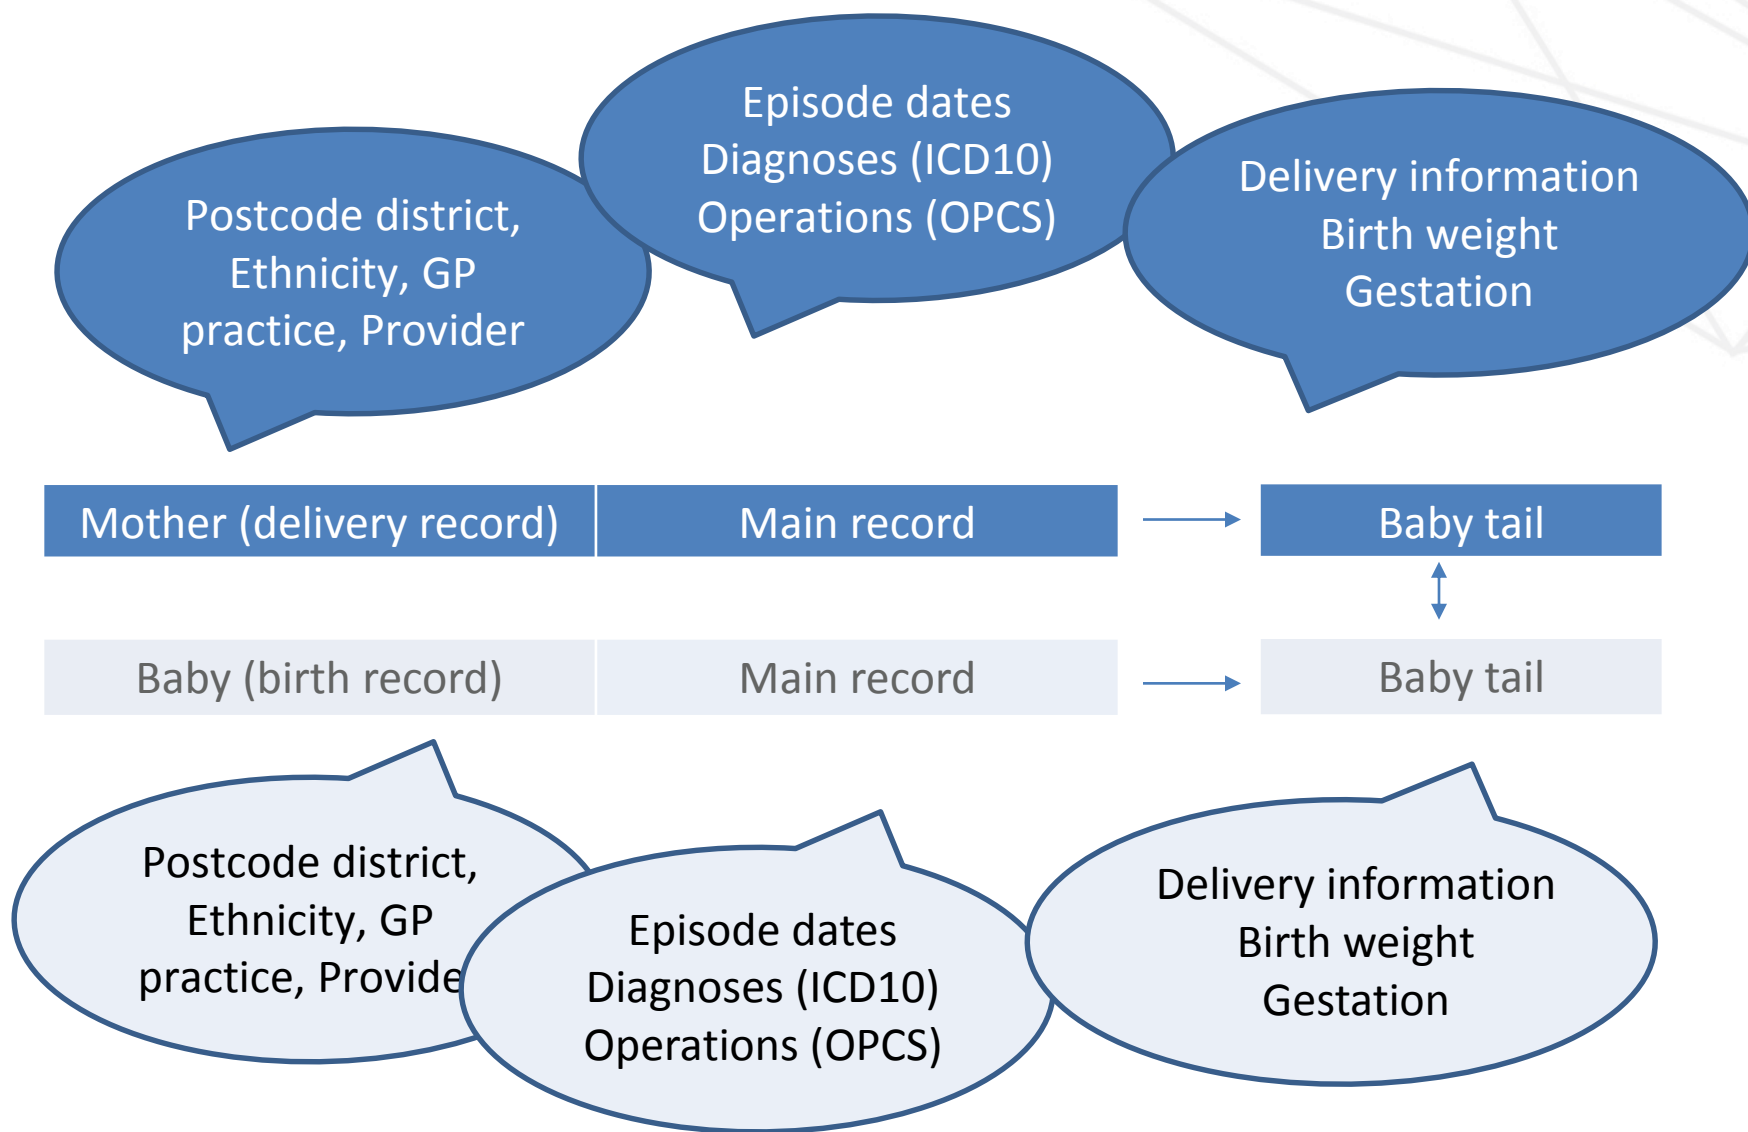 Postcode district,
Ethnicity, GP
practice, Provider
Episode dates
Diagnoses (ICD10)
Operations (OPCS)
Delivery information
Birth weight
Gestation
Mother (delivery record)
Main record
Baby tail
Baby (birth record)
Main record
Baby tail
Postcode district,
Ethnicity, GP
practice, Provide
Episode dates
Diagnoses (ICD10)
Operations (OPCS)
Delivery information
Birth weight
Gestation